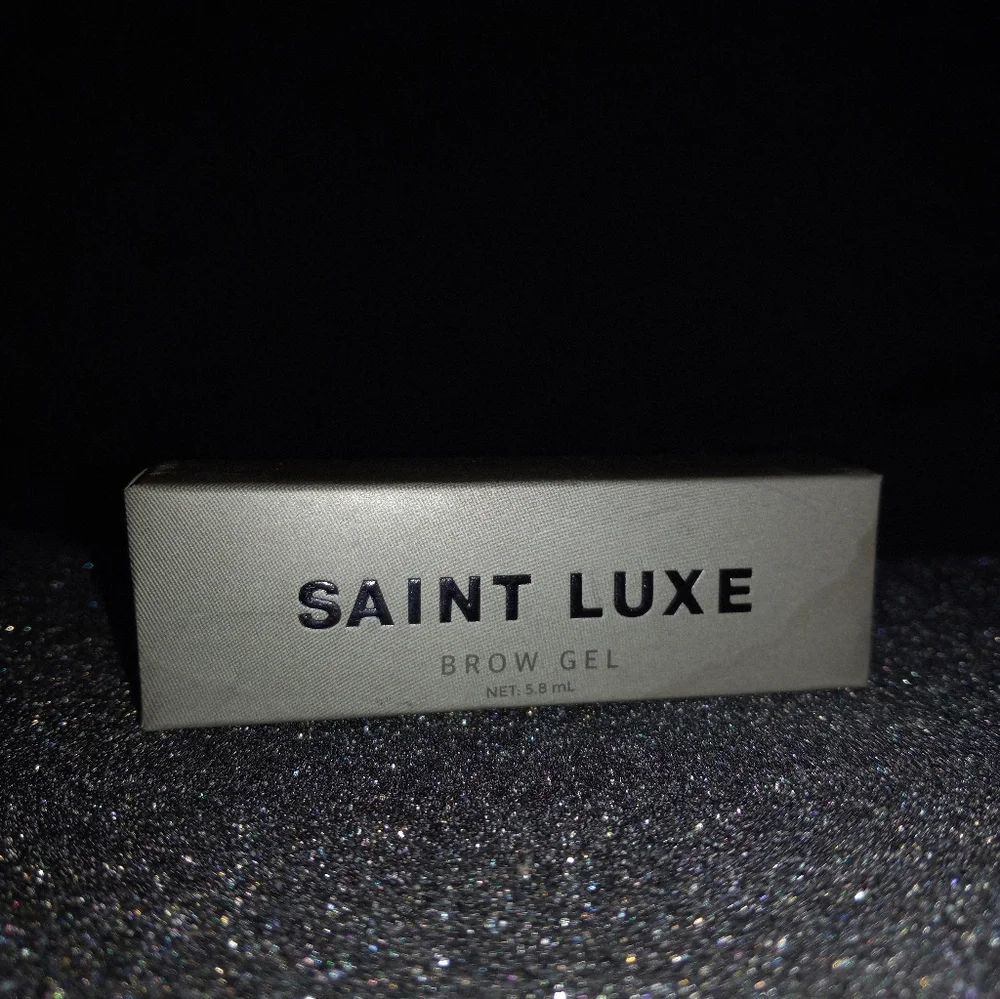 SAINT LUXE
BROW GEL
NET: 5.8 mL